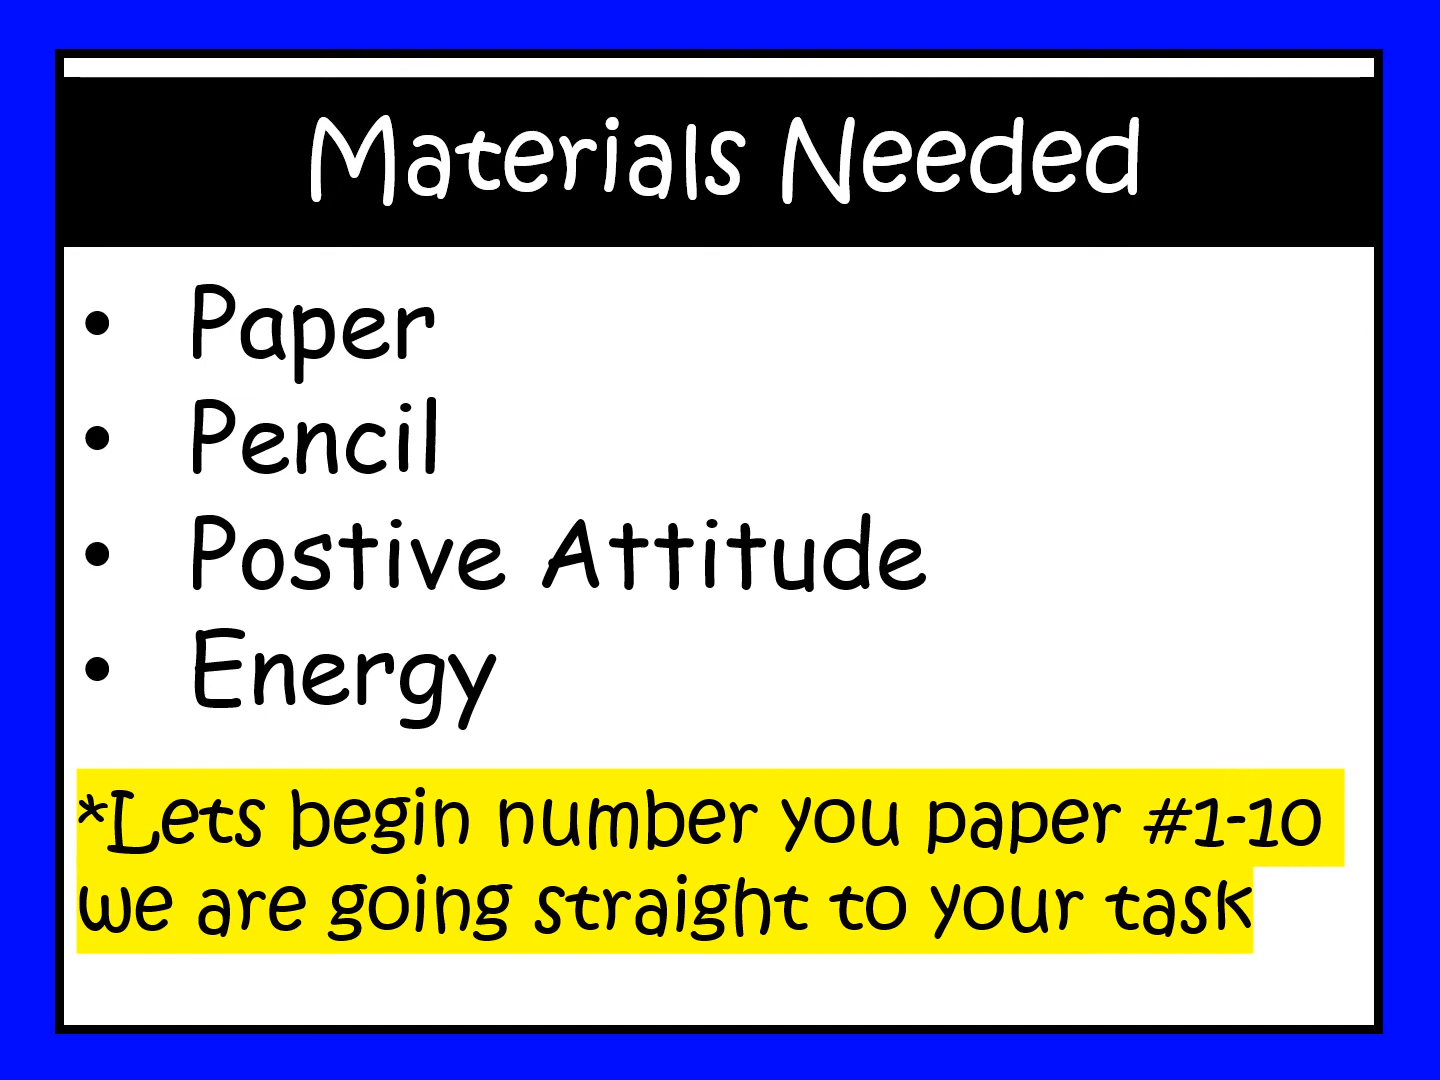 Materials Needed
• Paper
• Pencil
• Postive Attitude
• Energy
*Lets begin number you paper #1-10
we are going straight to your task